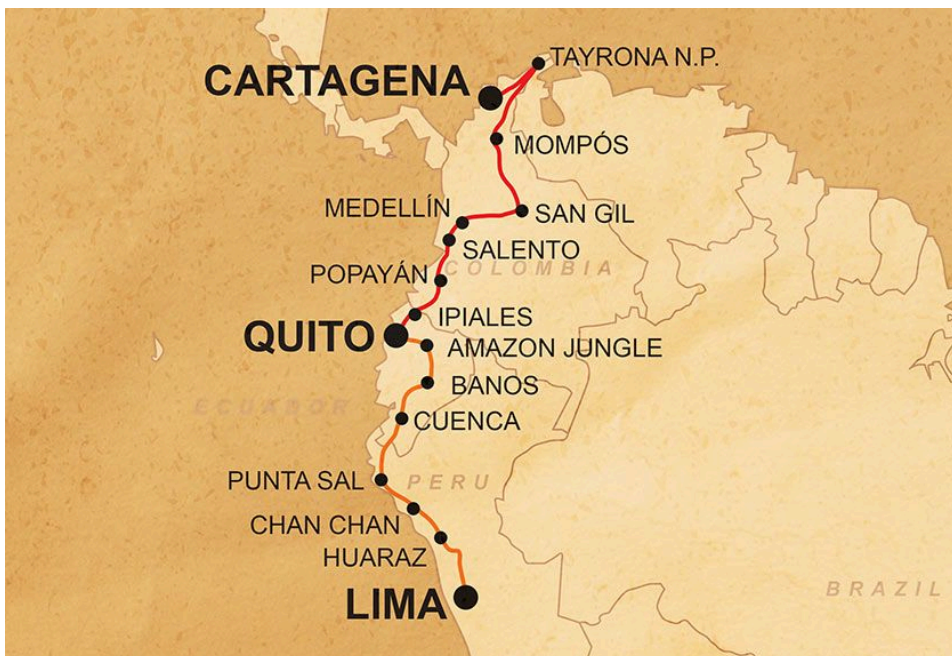 TAYRONA N.P.
CARTAGENA
MOMPÓS
MEDELLÍN
SAN GIL
SALENTO
COLOMBIA
POPAYÁN
IPIALES
QUITO
AMAZON JUNGLE
BANOS
ECUADOR
CUENCA
PUNTA SAL
PERU
CHAN CHAN
HUARAZ
BRAZIL
LIMA